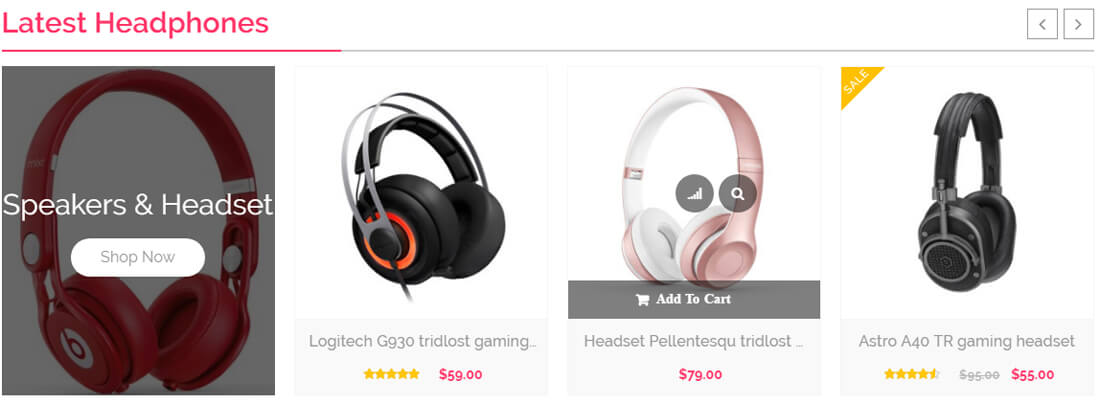 Latest Headphones
Speakers & Headset
Shop Now
Logitech G930 tridlost gaming...
$59.00
Add To Cart
Headset Pellentesqu tridlost ...
$79.00
SALE
Astro A40 TR gaming headset
$95.00 $55.00